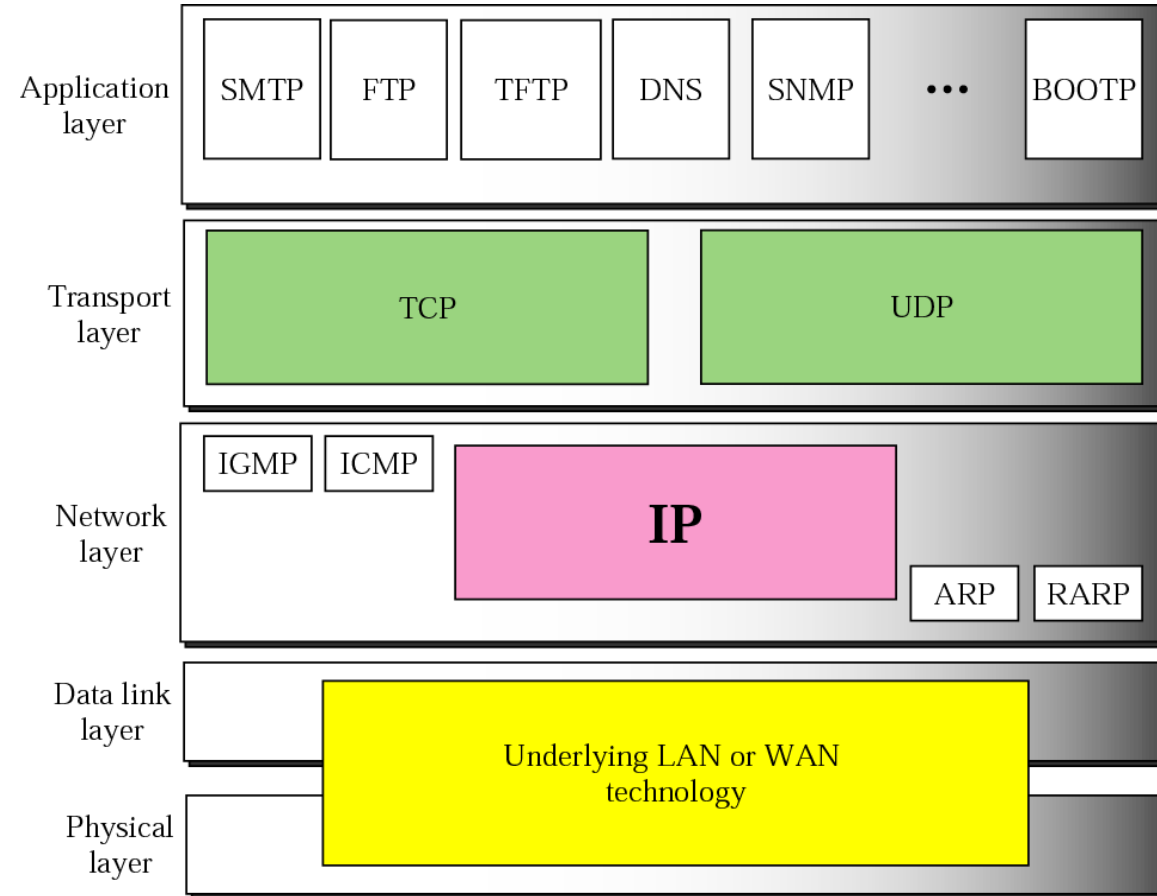 Application
layer
SMTP
FTP
TFTP
DNS
SNMP
...
BOOTP
Transport
layer
TCP
UDP
Network
layer
IGMP
ICMP
IP
ARP
RARP
Data link
layer
Underlying LAN or WAN
technology
Physical
layer